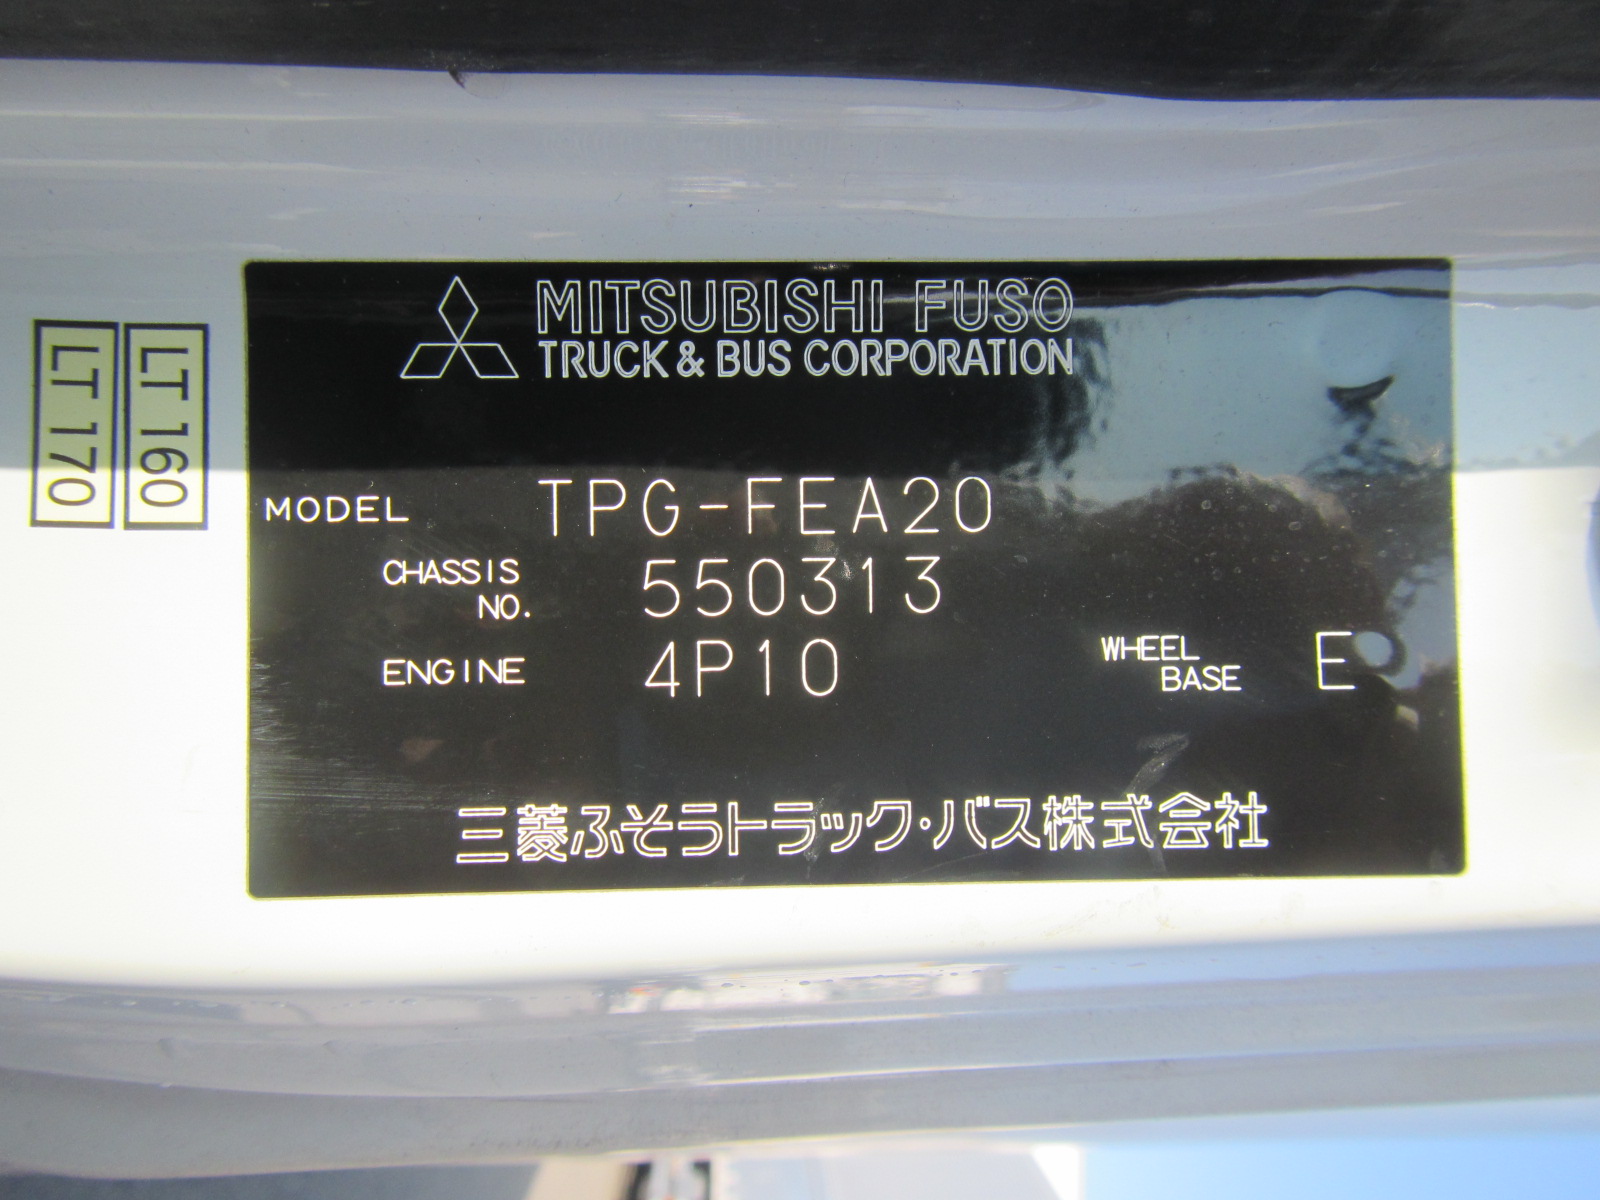 MITSUBISHI FUSO
TRUCK & BUS CORPORATION
LT 160
LT 170
MODEL TPG-FEA20
CHASSIS NO. 550313
ENGINE 4P10 WHEEL BASE E
三菱ふそうトラック・バス株式会社